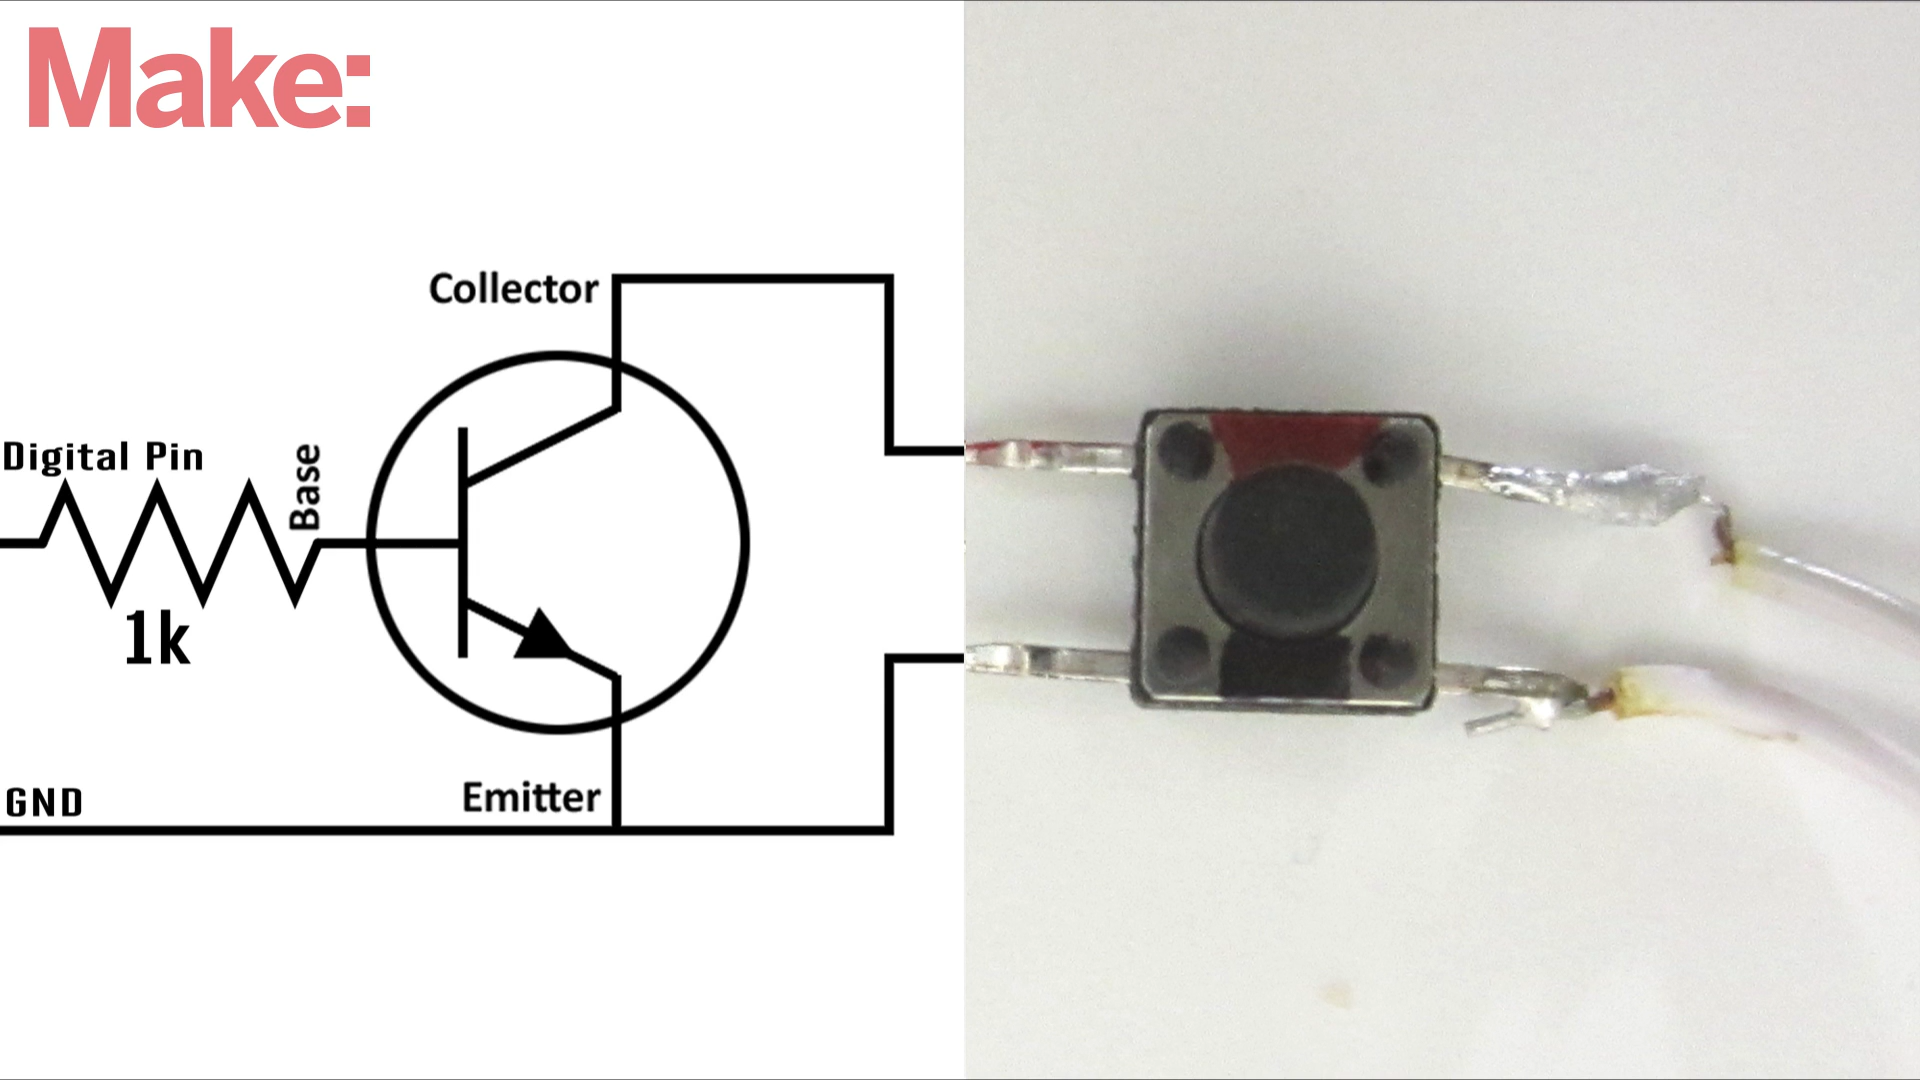 Make:
Collector
Digital Pin
Base
1k
Emitter
GND